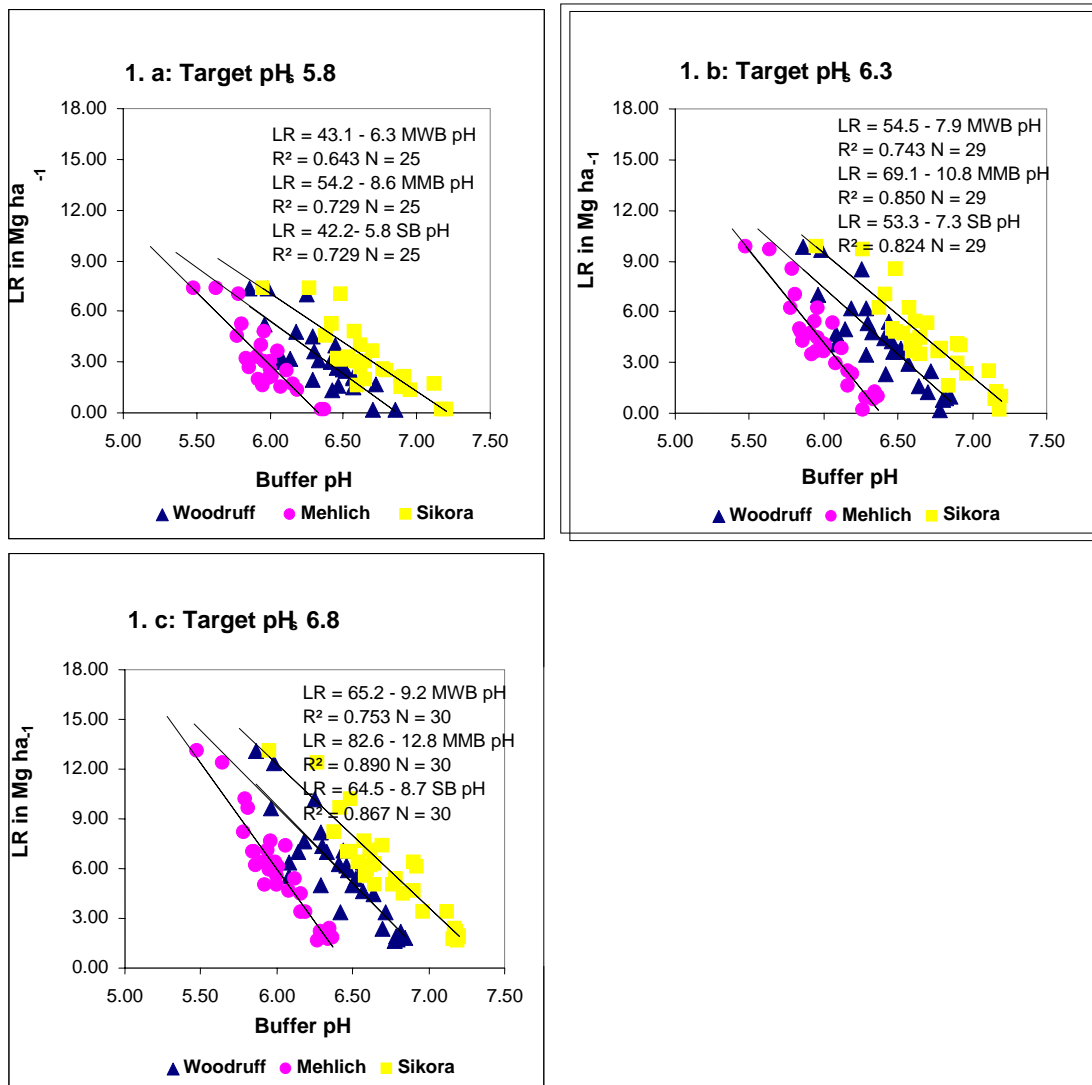 1. a: Target pHs 5.8
18.00
15.00
12.00
9.00
6.00
3.00
0.00
LR in Mg ha-1
LR = 43.1 - 6.3 MWB pH
R² = 0.643 N = 25
LR = 54.2 - 8.6 MMB pH
R² = 0.729 N = 25
LR = 42.2- 5.8 SB pH
R² = 0.729 N = 25
5.00 5.50 6.00 6.50 7.00 7.50
Buffer pH
Woodruff Mehlich Sikora
1. b: Target pHs 6.3
18.00
15.00
12.00
9.00
6.00
3.00
0.00
LR in Mg ha-1
LR = 54.5 - 7.9 MWB pH
R² = 0.743 N = 29
LR = 69.1 - 10.8 MMB pH
R² = 0.850 N = 29
LR = 53.3 - 7.3 SB pH
R² = 0.824 N = 29
5.00 5.50 6.00 6.50 7.00 7.50
Buffer pH
Woodruff Mehlich Sikora
1. c: Target pHs 6.8
18.00
15.00
12.00
9.00
6.00
3.00
0.00
LR in Mg ha-1
LR = 65.2 - 9.2 MWB pH
R² = 0.753 N = 30
LR = 82.6 - 12.8 MMB pH
R² = 0.890 N = 30
LR = 64.5 - 8.7 SB pH
R² = 0.867 N = 30
5.00 5.50 6.00 6.50 7.00 7.50
Buffer pH
Woodruff Mehlich Sikora